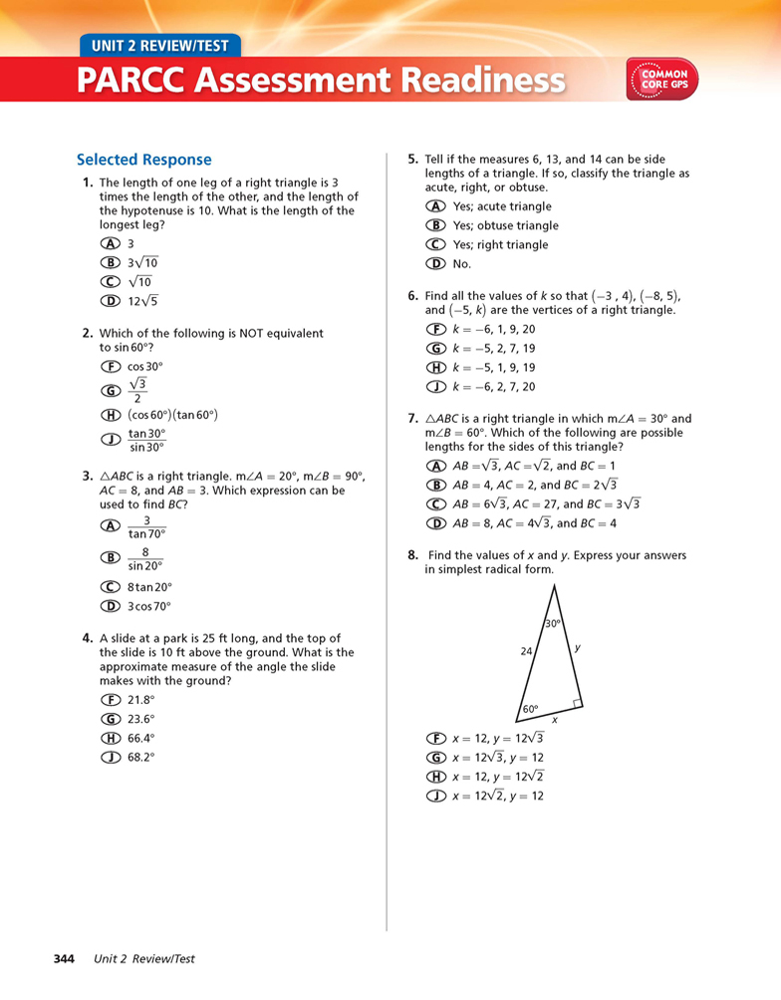 UNIT 2 REVIEW/TEST
PARCC Assessment Readiness
COMMON
CORE GPS
Selected Response
1. The length of one leg of a right triangle is 3
times the length of the other, and the length of
the hypotenuse is 10. What is the length of the
longest leg?
A 3
B 3√10
C √10
D 12√5
2. Which of the following is NOT equivalent
to sin 60°?
F cos 30°
G √3/2
H (cos 60°)(tan 60°)
J tan 30°/sin 30°
3. △ABC is a right triangle. m∠A = 20°, m∠B = 90°,
AC = 8, and AB = 3. Which expression can be
used to find BC?
A 3/tan 70°
B 8/sin 20°
C 8 tan 20°
D 3 cos 70°
4. A slide at a park is 25 ft long, and the top of
the slide is 10 ft above the ground. What is the
approximate measure of the angle the slide
makes with the ground?
F 21.8°
G 23.6°
H 66.4°
J 68.2°
5. Tell if the measures 6, 13, and 14 can be side
lengths of a triangle. If so, classify the triangle as
acute, right, or obtuse.
A Yes; acute triangle
B Yes; obtuse triangle
C Yes; right triangle
D No.
6. Find all the values of k so that (−3 , 4), (−8, 5),
and (−5, k) are the vertices of a right triangle.
F k = −6, 1, 9, 20
G k = −5, 2, 7, 19
H k = −5, 1, 9, 19
J k = −6, 2, 7, 20
7. △ABC is a right triangle in which m∠A = 30° and
m∠B = 60°. Which of the following are possible
lengths for the sides of this triangle?
A AB = √3, AC = √2, and BC = 1
B AB = 4, AC = 2, and BC = 2√3
C AB = 6√3, AC = 27, and BC = 3√3
D AB = 8, AC = 4√3, and BC = 4
8. Find the values of x and y. Express your answers
in simplest radical form.
30°
24
y
60°
x
F x = 12, y = 12√3
G x = 12√3, y = 12
H x = 12, y = 12√2
J x = 12√2, y = 12
344 Unit 2 Review/Test